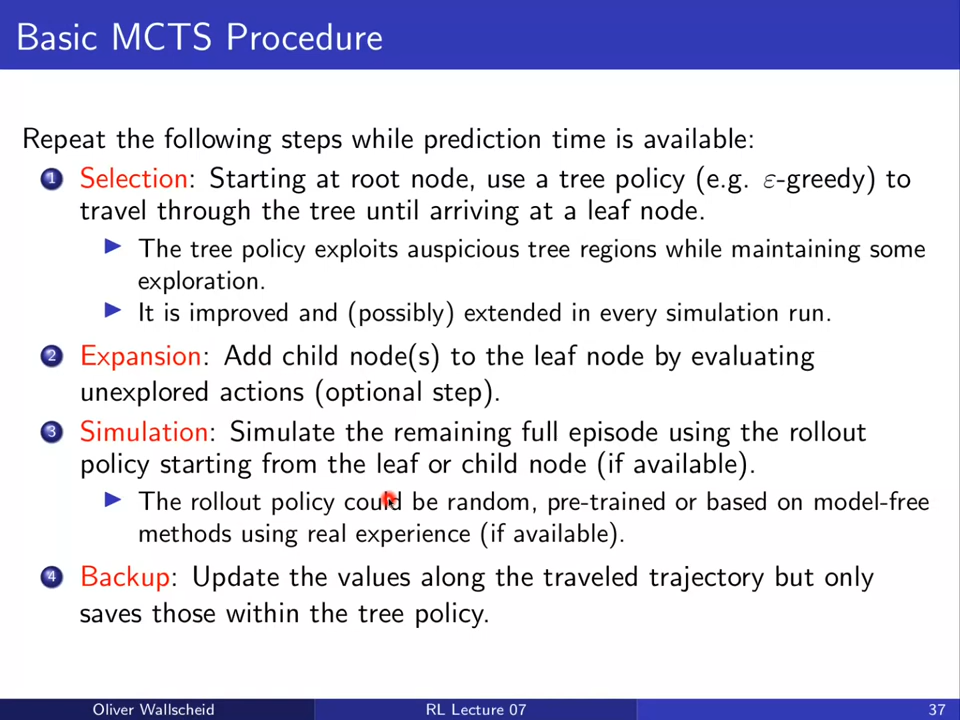 Basic MCTS Procedure
Repeat the following steps while prediction time is available:
1 Selection: Starting at root node, use a tree policy (e.g. ε-greedy) to
travel through the tree until arriving at a leaf node.
▶ The tree policy exploits auspicious tree regions while maintaining some
exploration.
▶ It is improved and (possibly) extended in every simulation run.
2 Expansion: Add child node(s) to the leaf node by evaluating
unexplored actions (optional step).
3 Simulation: Simulate the remaining full episode using the rollout
policy starting from the leaf or child node (if available).
▶ The rollout policy could be random, pre-trained or based on model-free
methods using real experience (if available).
4 Backup: Update the values along the traveled trajectory but only
saves those within the tree policy.
Oliver Wallscheid RL Lecture 07 37